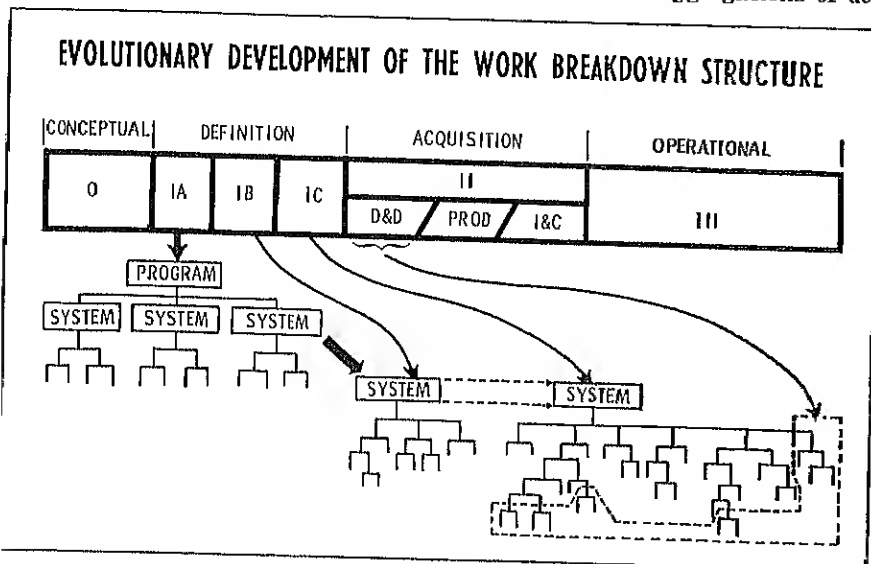 EVOLUTIONARY DEVELOPMENT OF THE WORK BREAKDOWN STRUCTURE
CONCEPTUAL DEFINITION ACQUISITION OPERATIONAL
0 IA IB IC II III
D&D PROD I&C
PROGRAM
SYSTEM SYSTEM SYSTEM
SYSTEM SYSTEM